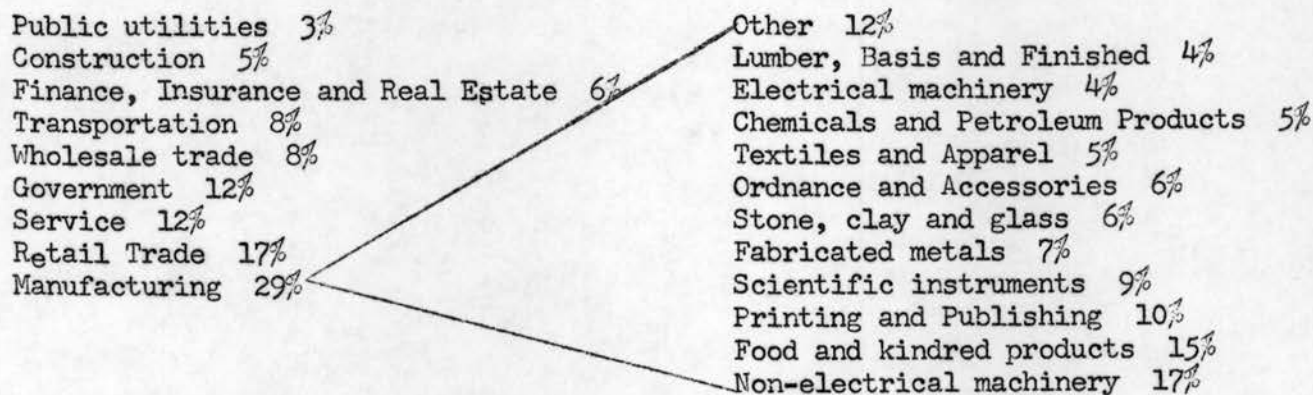 Public utilities 3%
Construction 5%
Finance, Insurance and Real Estate 6%
Transportation 8%
Wholesale trade 8%
Government 12%
Service 12%
Retail Trade 17%
Manufacturing 29%
Other 12%
Lumber, Basis and Finished 4%
Electrical machinery 4%
Chemicals and Petroleum Products 5%
Textiles and Apparel 5%
Ordnance and Accessories 6%
Stone, clay and glass 6%
Fabricated metals 7%
Scientific instruments 9%
Printing and Publishing 10%
Food and kindred products 15%
Non-electrical machinery 17%